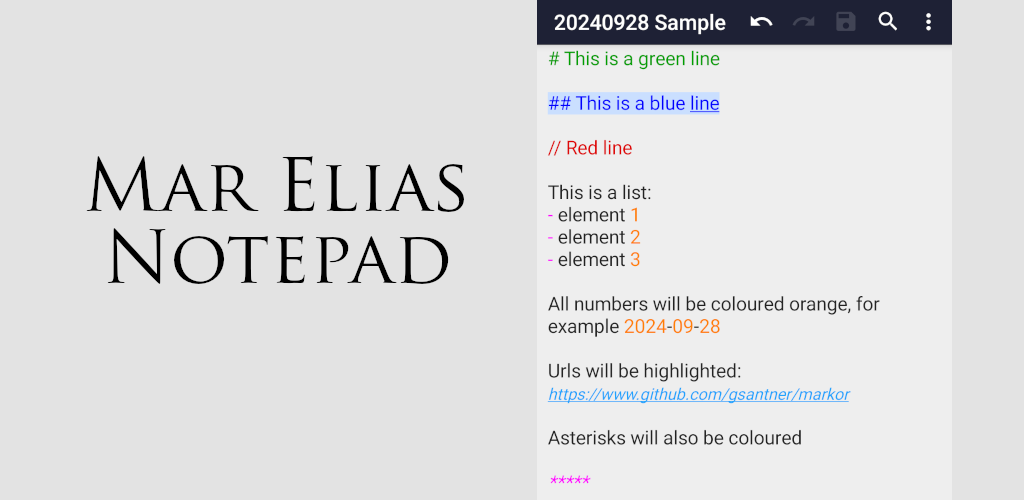 Mar Elias
Notepad
20240928 Sample
# This is a green line
## This is a blue line
// Red line
This is a list:
- element 1
- element 2
- element 3
All numbers will be coloured orange, for
example 2024-09-28
Urls will be highlighted:
https://www.github.com/gsantner/markor
Asterisks will also be coloured
*****